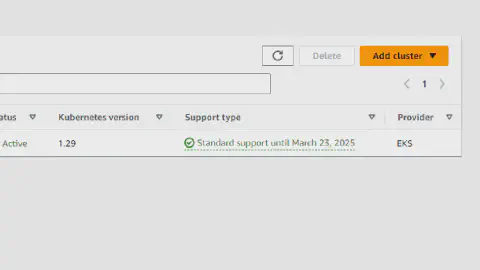 Delete
Add cluster
1
Kubernetes version
Support type
Provider
Active
1.29
Standard support until March 23, 2025
EKS